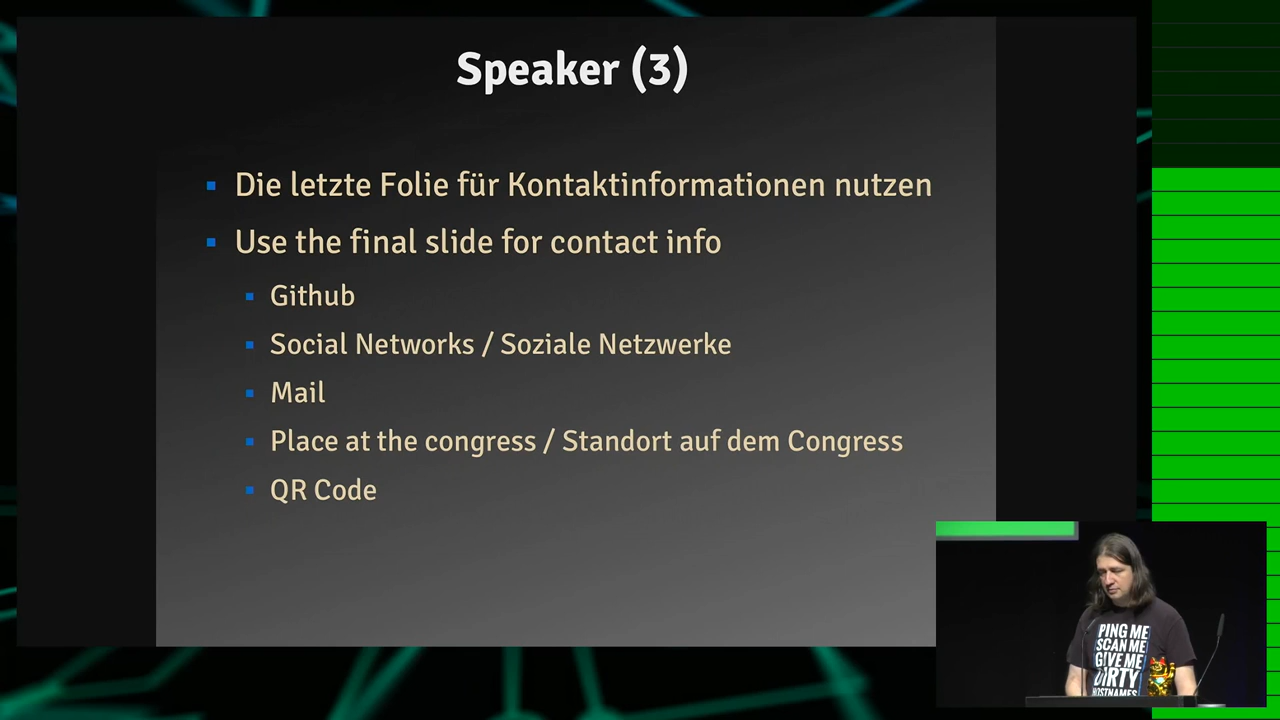 Speaker (3)
Die letzte Folie für Kontaktinformationen nutzen
Use the final slide for contact info
Github
Social Networks / Soziale Netzwerke
Mail
Place at the congress / Standort auf dem Congress
QR Code
PING ME
SCAN ME
GIVE ME
DIRTY
HOSTNAMES